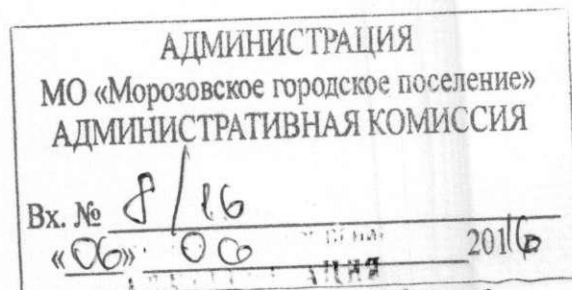 АДМИНИСТРАЦИЯ
МО «Морозовское городское поселение»
АДМИНИСТРАТИВНАЯ КОМИССИЯ
Вх. № 8/16
«06» 06 2016